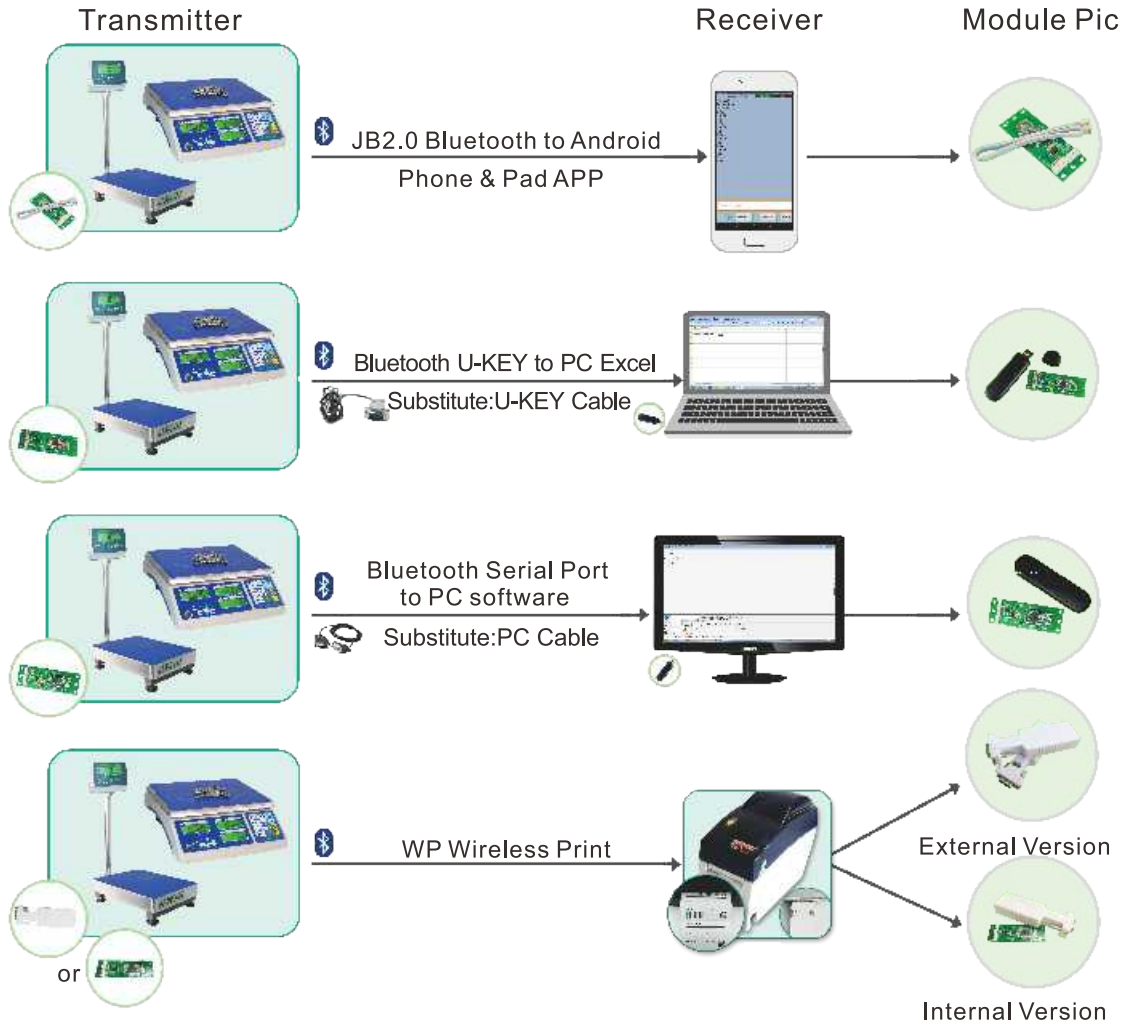 Transmitter
Receiver
Module Pic
JB2.0 Bluetooth to Android
Phone & Pad APP
Bluetooth U-KEY to PC Excel
Substitute:U-KEY Cable
Bluetooth Serial Port
to PC software
Substitute:PC Cable
WP Wireless Print
External Version
or
Internal Version